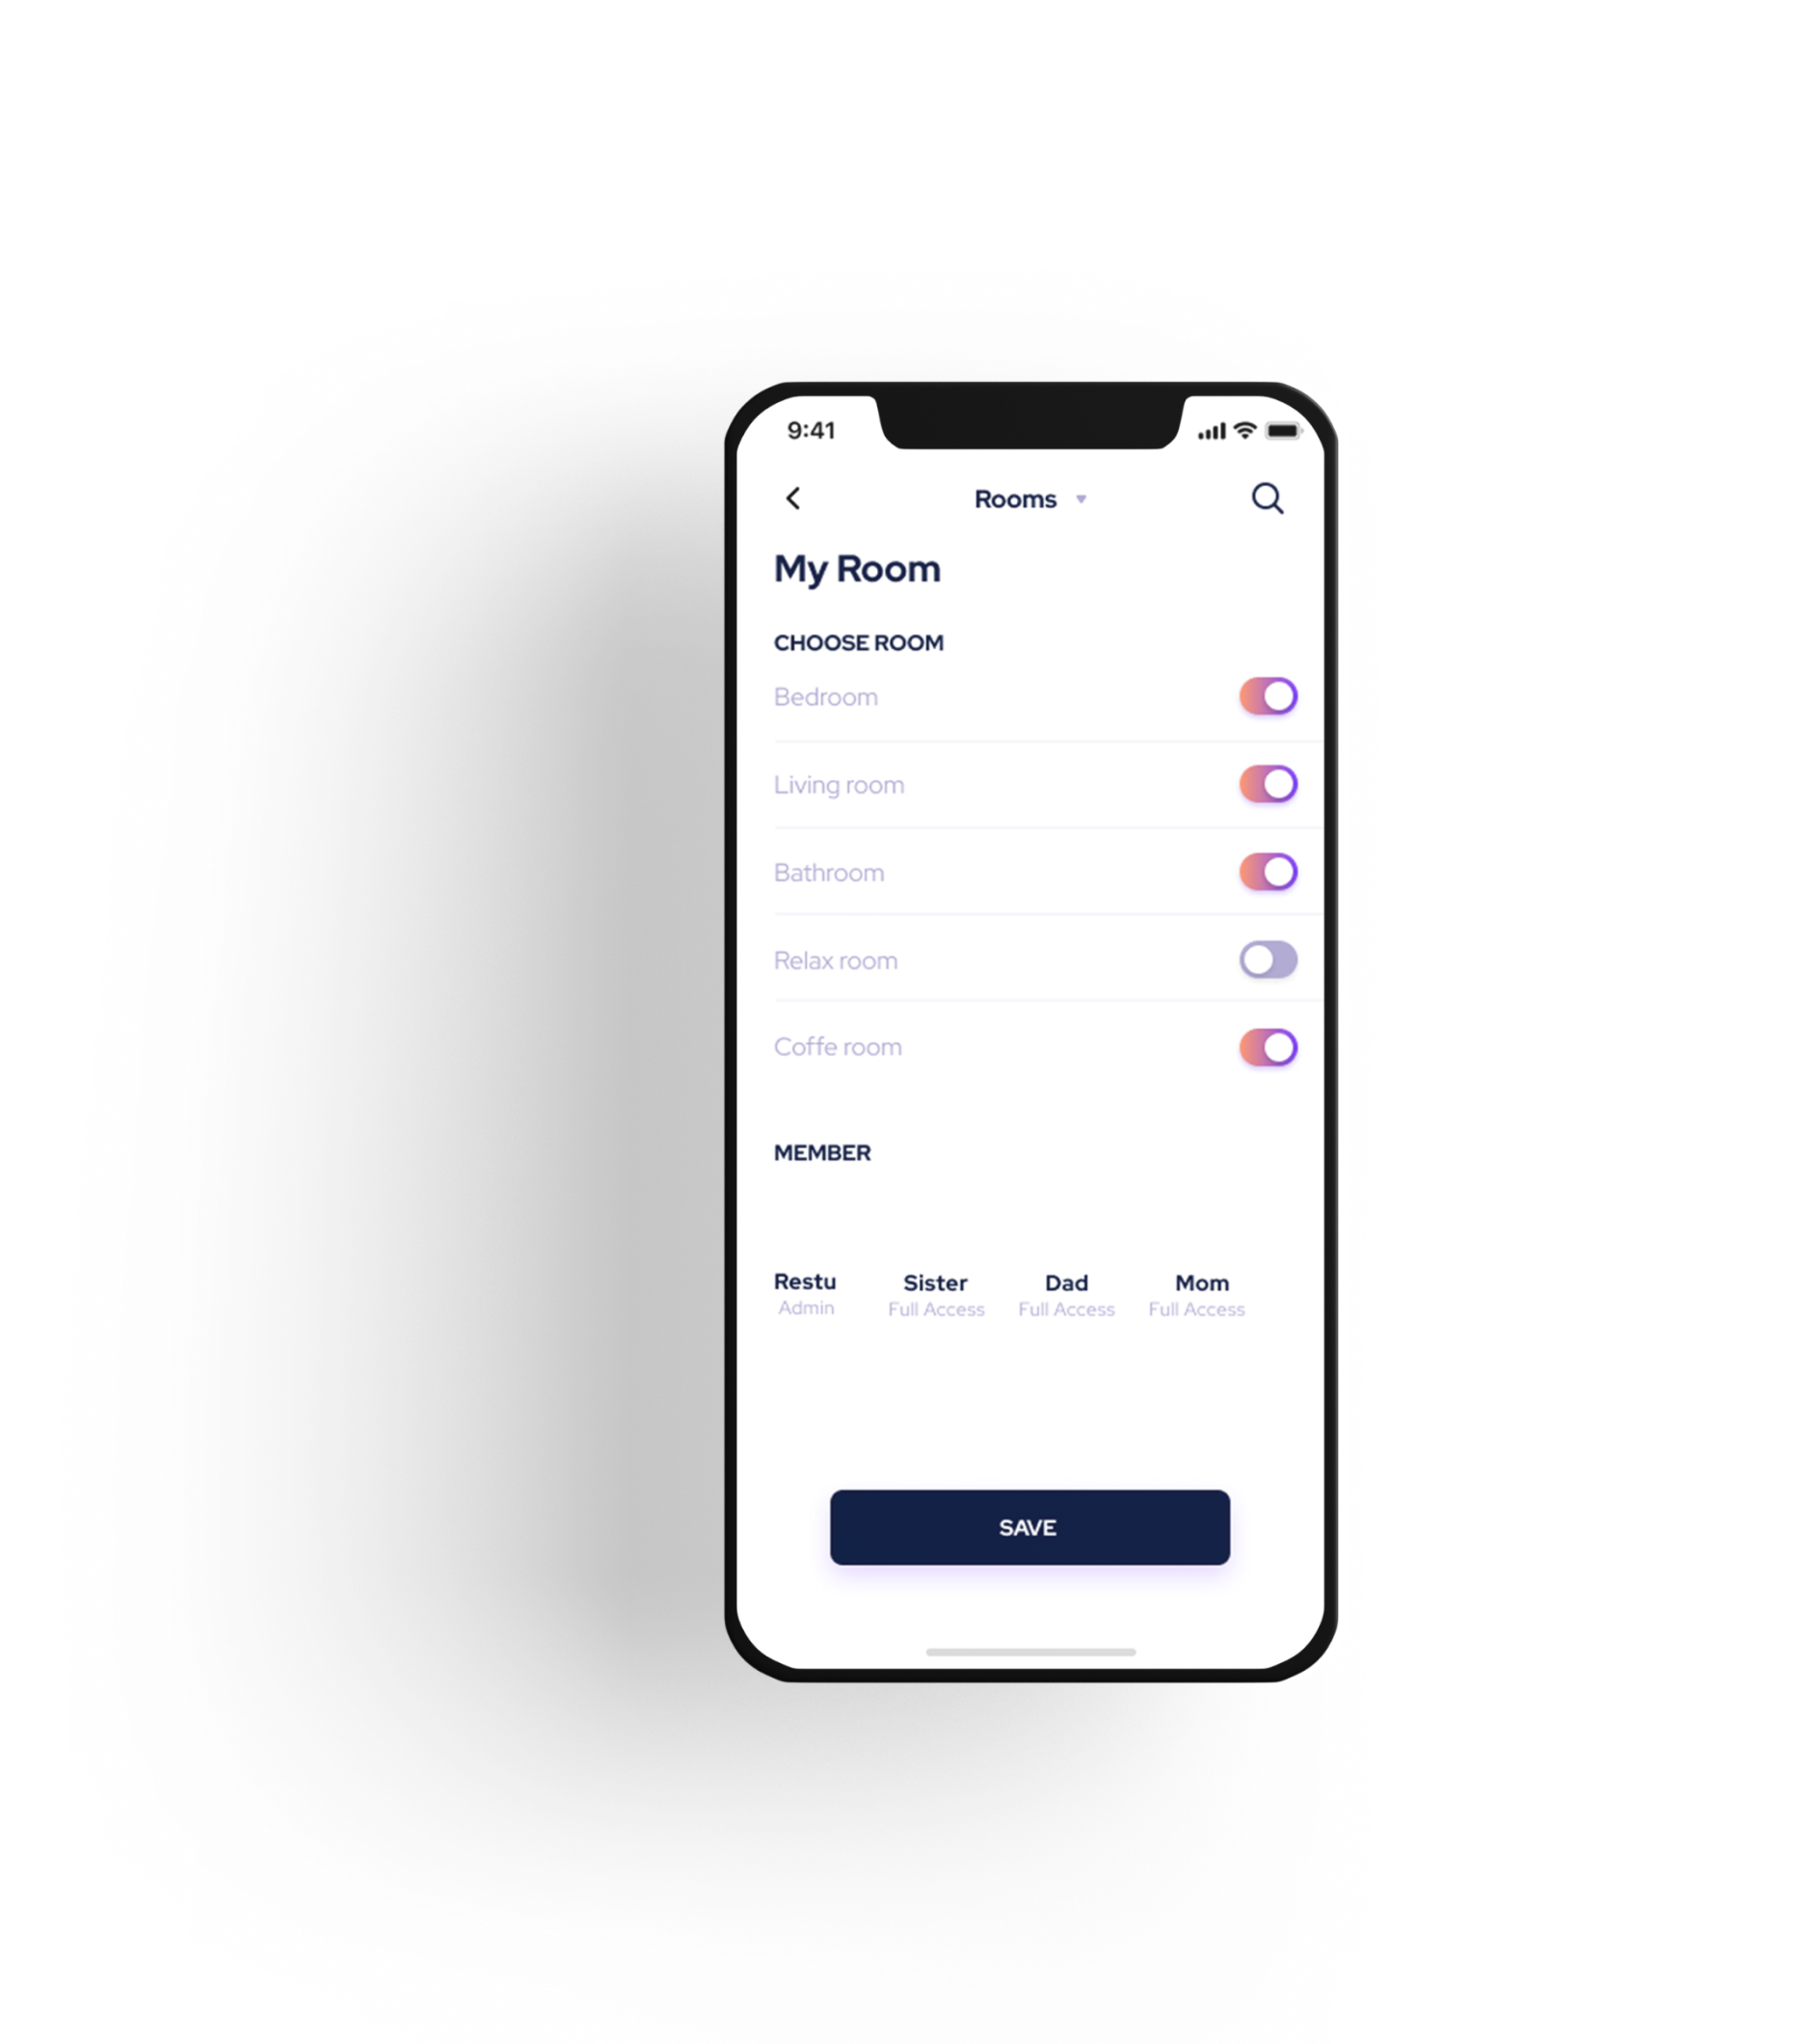 9:41
Rooms
My Room
CHOOSE ROOM
Bedroom
Living room
Bathroom
Relax room
Coffe room
MEMBER
Restu Sister Dad Mom
Admin Full Access Full Access Full Access
SAVE